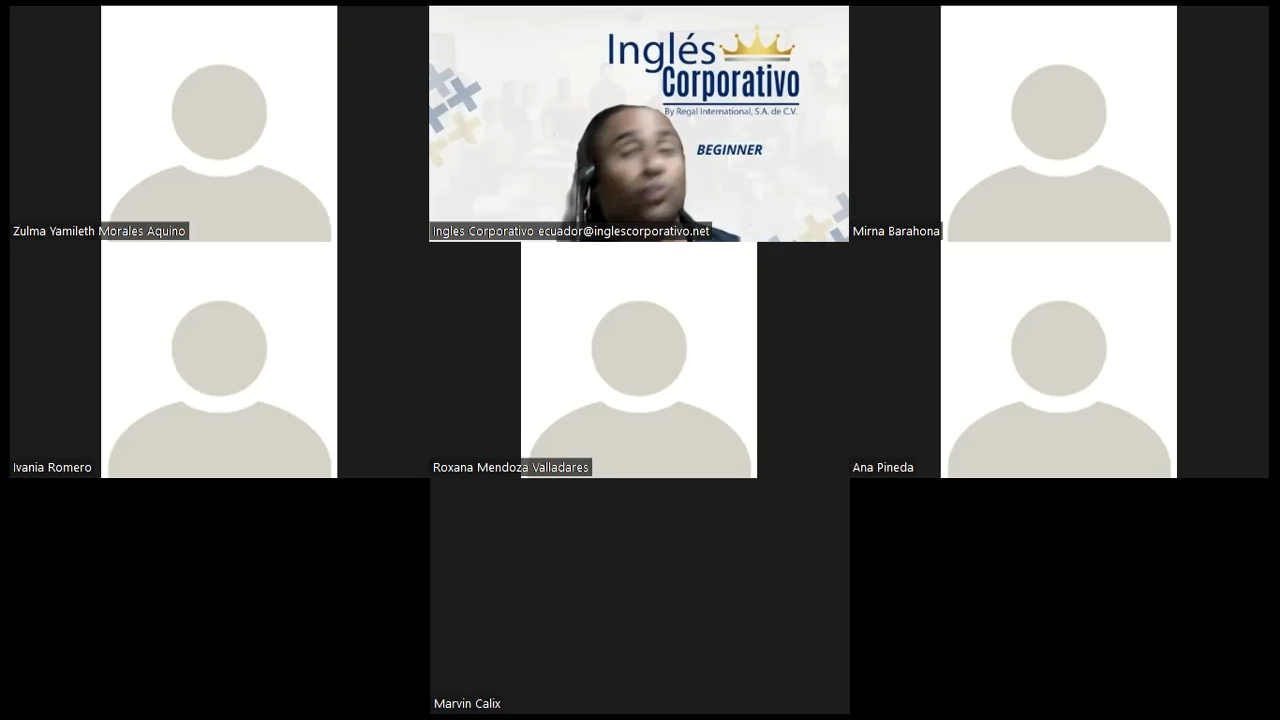 Inglés
Corporativo
By Regal International, S.A. de C.V.
BEGINNER
Zulma Yamileth Morales Aquino
Ingles Corporativo ecuador@inglescorporativo.net
Mirna Barahona
Ivania Romero
Roxana Mendoza Valladares
Ana Pineda
Marvin Calix